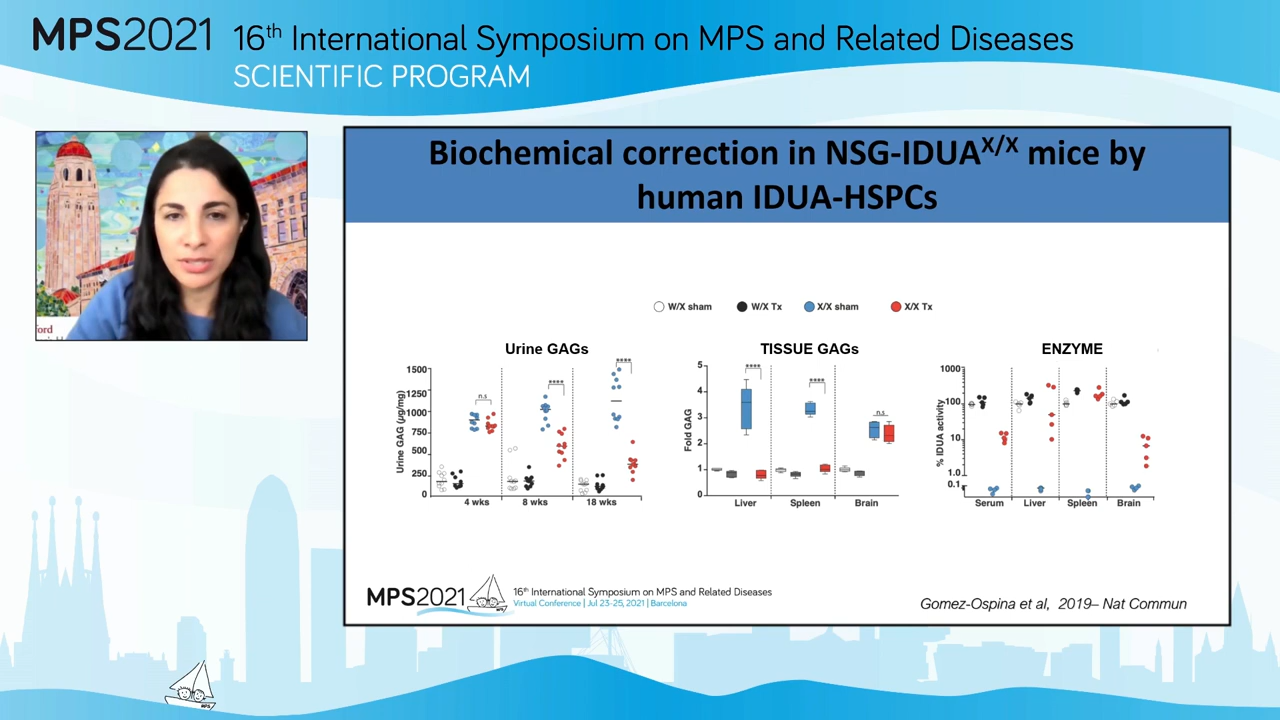 MPS2021 16th International Symposium on MPS and Related Diseases
SCIENTIFIC PROGRAM
ford
Biochemical correction in NSG-IDUAX/X mice by
human IDUA-HSPCs
W/X sham W/X Tx X/X sham X/X Tx
Urine GAGs
Urine GAG (µg/mg)
1500
1250
1000
750
500
250
0
n.s
****
****
4 wks 8 wks 18 wks
TISSUE GAGs
Fold GAG
5
4
3
2
1
0
****
****
n.s
Liver Spleen Brain
ENZYME
% IDUA activity
1000
100
10
1.0
0.1
Serum Liver Spleen Brain
MPS2021
16th International Symposium on MPS and Related Diseases
Virtual Conference | Jul 23-25, 2021 | Barcelona
Gomez-Ospina et al, 2019– Nat Commun
MPS